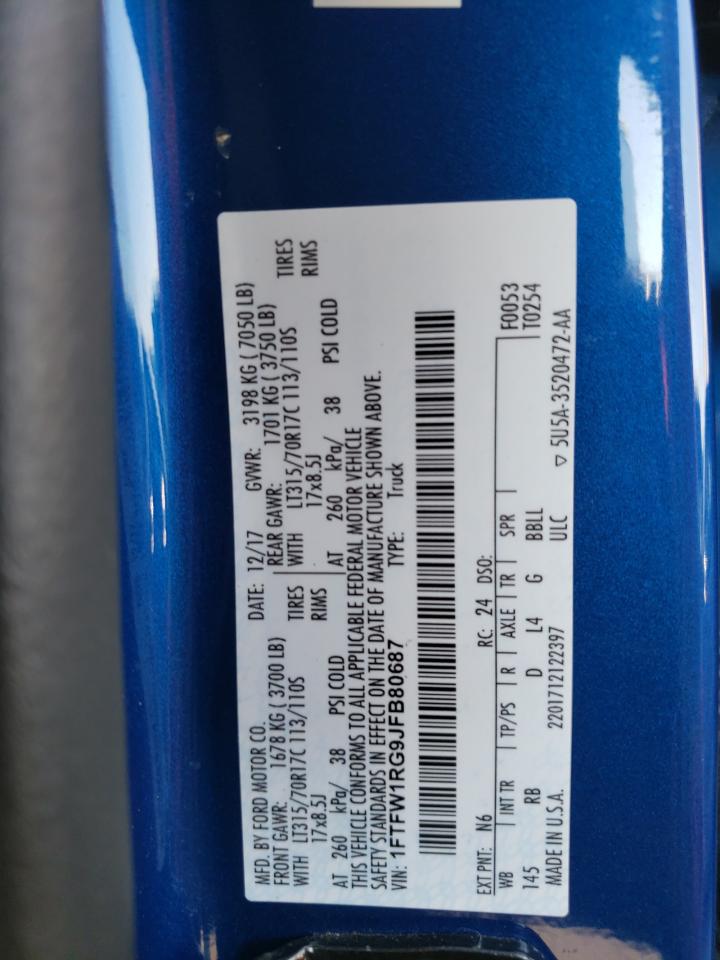 MFD. BY FORD MOTOR CO.
DATE: 12/17 GVWR: 3198 KG ( 7050 LB)
FRONT GAWR: 1678 KG ( 3700 LB)
REAR GAWR: 1701 KG ( 3750 LB)
WITH LT315/70R17C 113/110S TIRES
WITH LT315/70R17C 113/110S TIRES
17x8.5J RIMS
17x8.5J RIMS
AT 260 kPa/ 38 PSI COLD
AT 260 kPa/ 38 PSI COLD
THIS VEHICLE CONFORMS TO ALL APPLICABLE FEDERAL MOTOR VEHICLE
SAFETY STANDARDS IN EFFECT ON THE DATE OF MANUFACTURE SHOWN ABOVE.
VIN: 1FTFW1RG9JFB80687 TYPE: Truck
EXT PNT: N6 RC: 24 DSO: F0053
WB INT TR TP/PS R AXLE TR SPR T0254
145 RB D L4 G BBLL
MADE IN U.S.A. 2201712122397 ULC ▽ 5U5A-3520472-AA